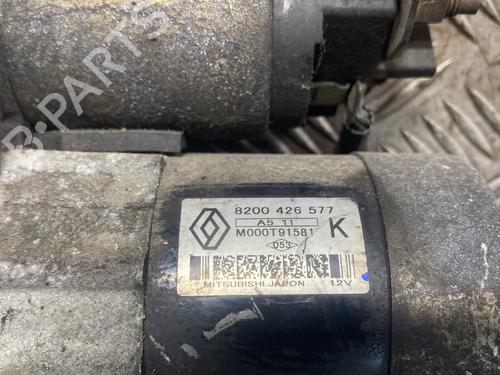 B-PARTS
8200 426 577
A5 11
M000T91581 K
053
MITSUBISHI.JAPON 12V